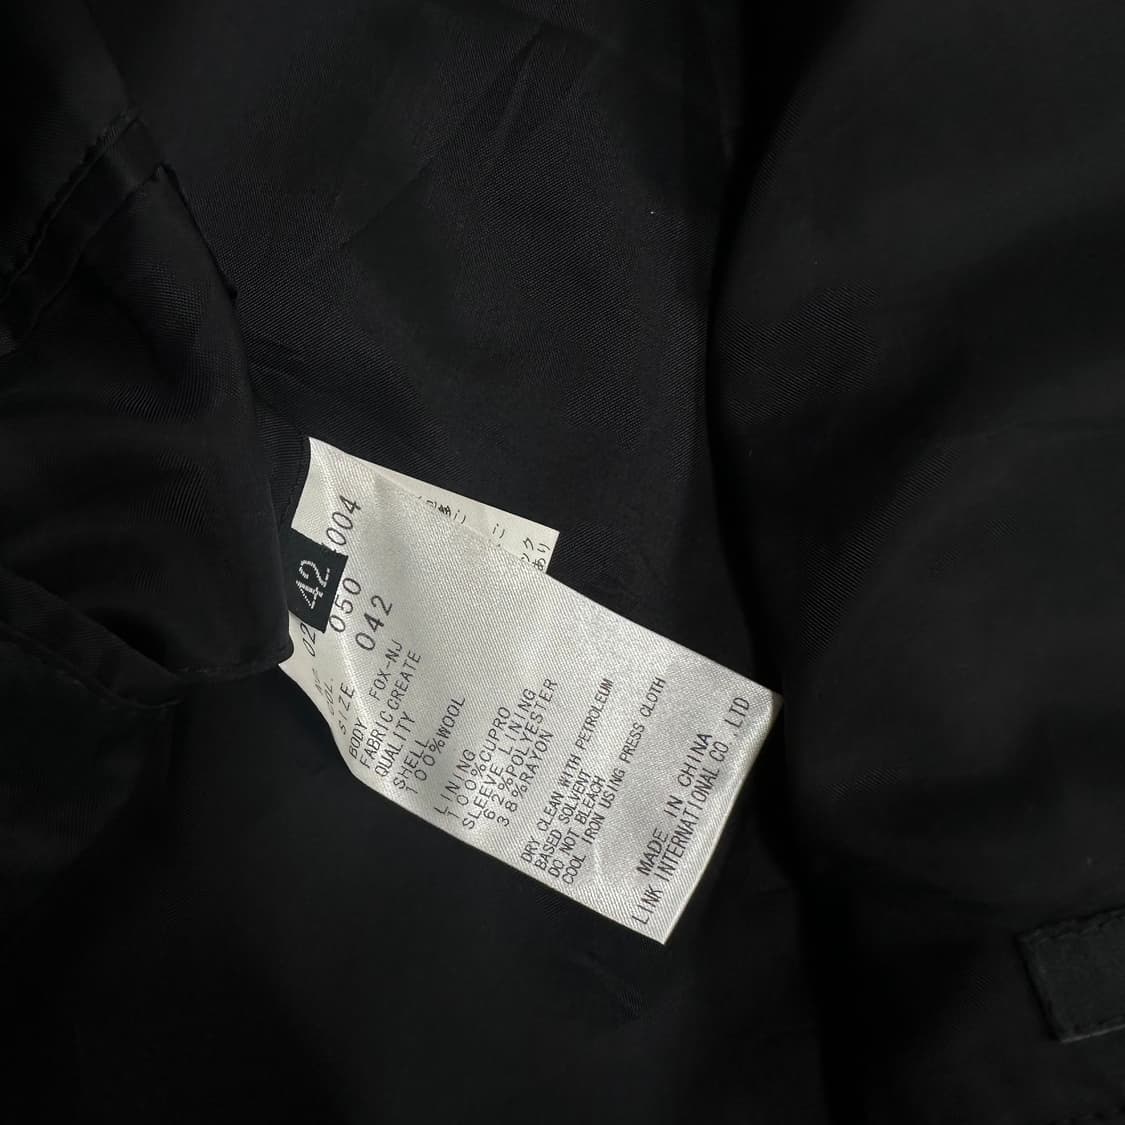 42
004
02
COL. 050
SIZE 042
BODY FOX-NJ
FABRIC CREATE
QUALITY
SHELL
100%WOOL
LINING
100%CUPRO
SLEEVE LINING
62%POLYESTER
38%RAYON
DRY CLEAN WITH PETROLEUM
BASED SOLVENT
DO NOT BLEACH
COOL IRON USING PRESS CLOTH
MADE IN CHINA
LINK INTERNATIONAL CO.,LTD